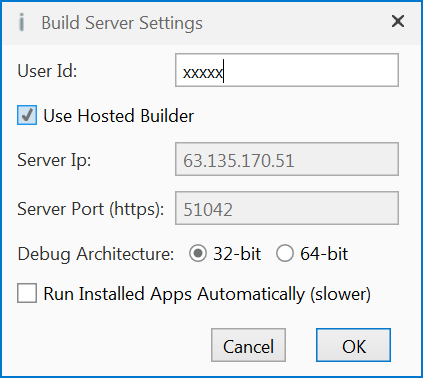 Build Server Settings
User Id: xxxxx
Use Hosted Builder
Server Ip: 63.135.170.51
Server Port (https): 51042
Debug Architecture: 32-bit 64-bit
Run Installed Apps Automatically (slower)
Cancel OK